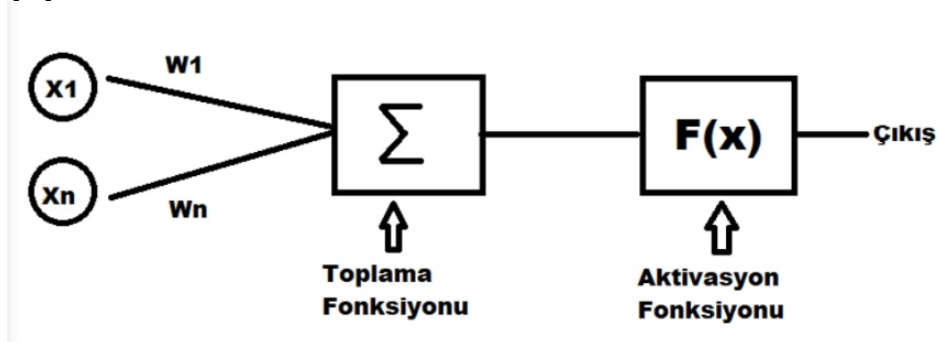 W1
X1
Σ
F(x)
Çıkış
Xn
Wn
Toplama
Fonksiyonu
Aktivasyon
Fonksiyonu